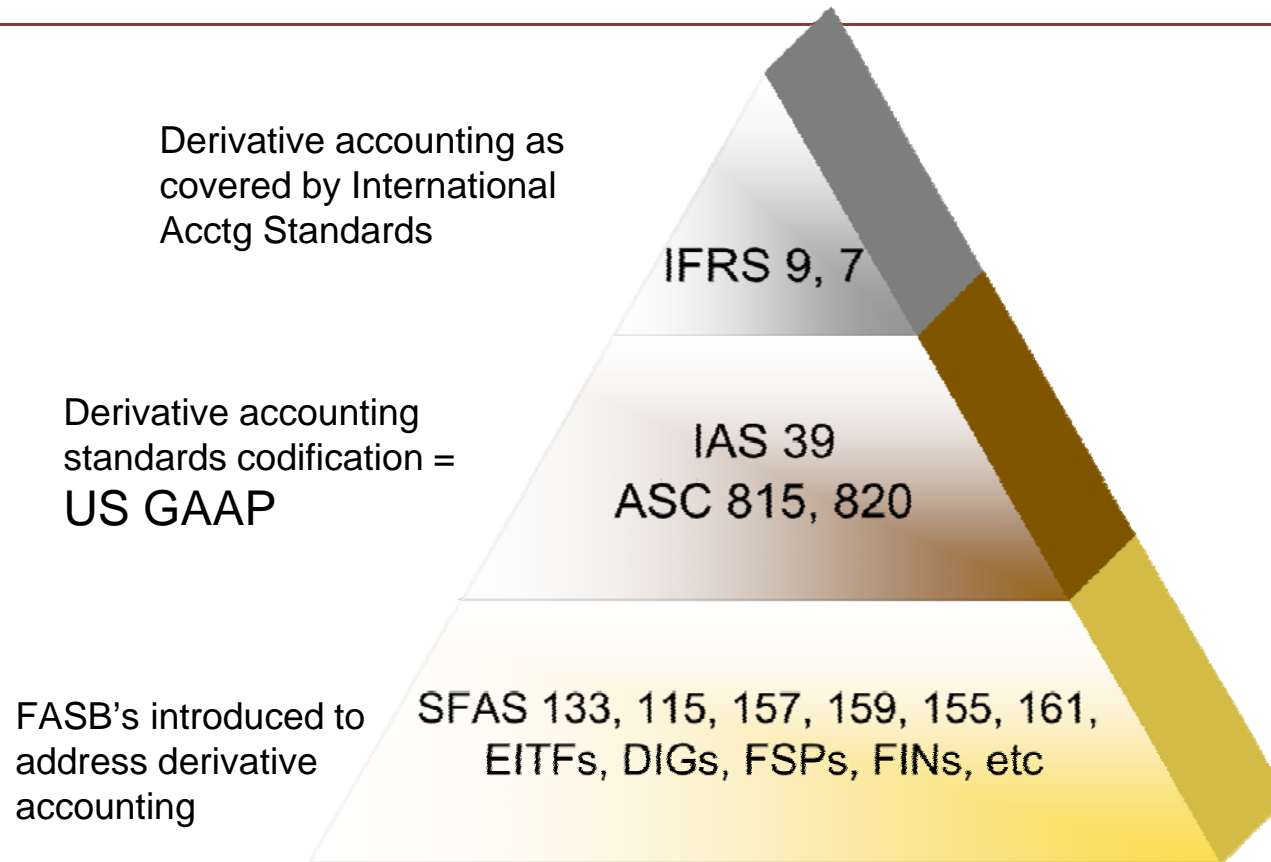 Derivative accounting as
covered by International
Acctg Standards
IFRS 9, 7
Derivative accounting
standards codification =
US GAAP
IAS 39
ASC 815, 820
FASB’s introduced to
address derivative
accounting
SFAS 133, 115, 157, 159, 155, 161,
EITFs, DIGs, FSPs, FINs, etc